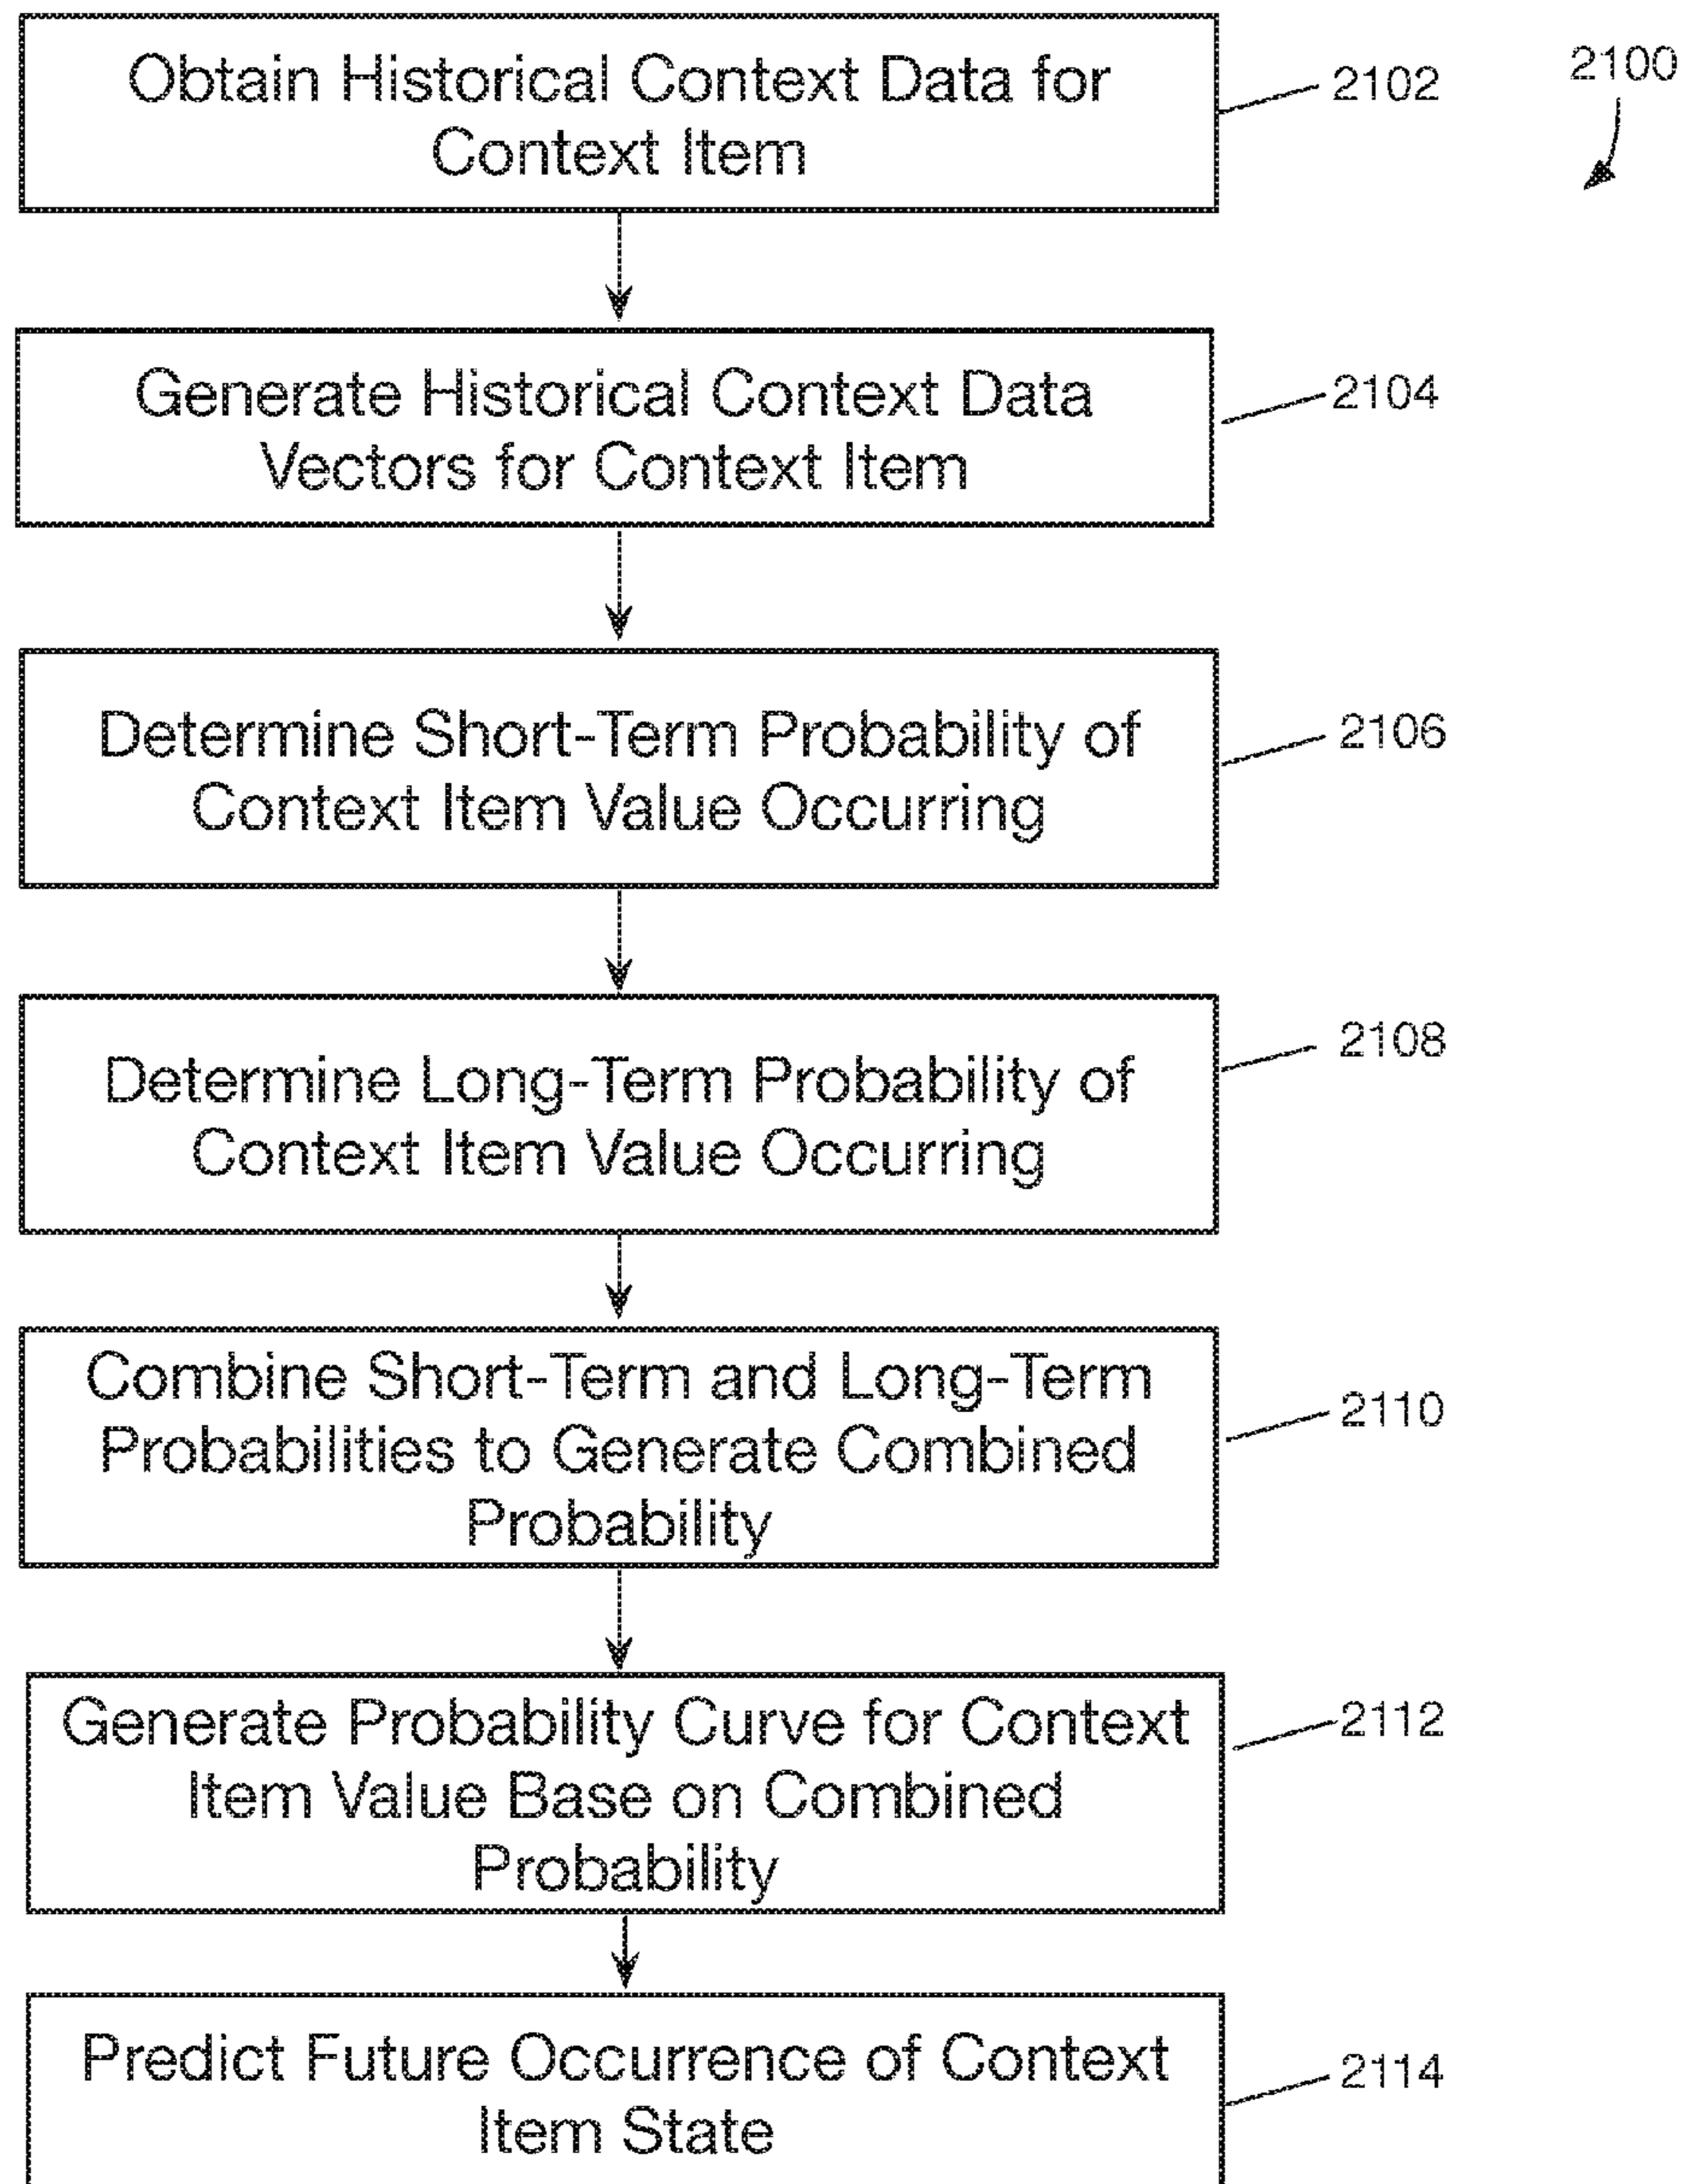 Obtain Historical Context Data for
Context Item
2102
2100
Generate Historical Context Data
Vectors for Context Item
2104
Determine Short-Term Probability of
Context Item Value Occurring
2106
Determine Long-Term Probability of
Context Item Value Occurring
2108
Combine Short-Term and Long-Term
Probabilities to Generate Combined
Probability
2110
Generate Probability Curve for Context
Item Value Base on Combined
Probability
2112
Predict Future Occurrence of Context
Item State
2114